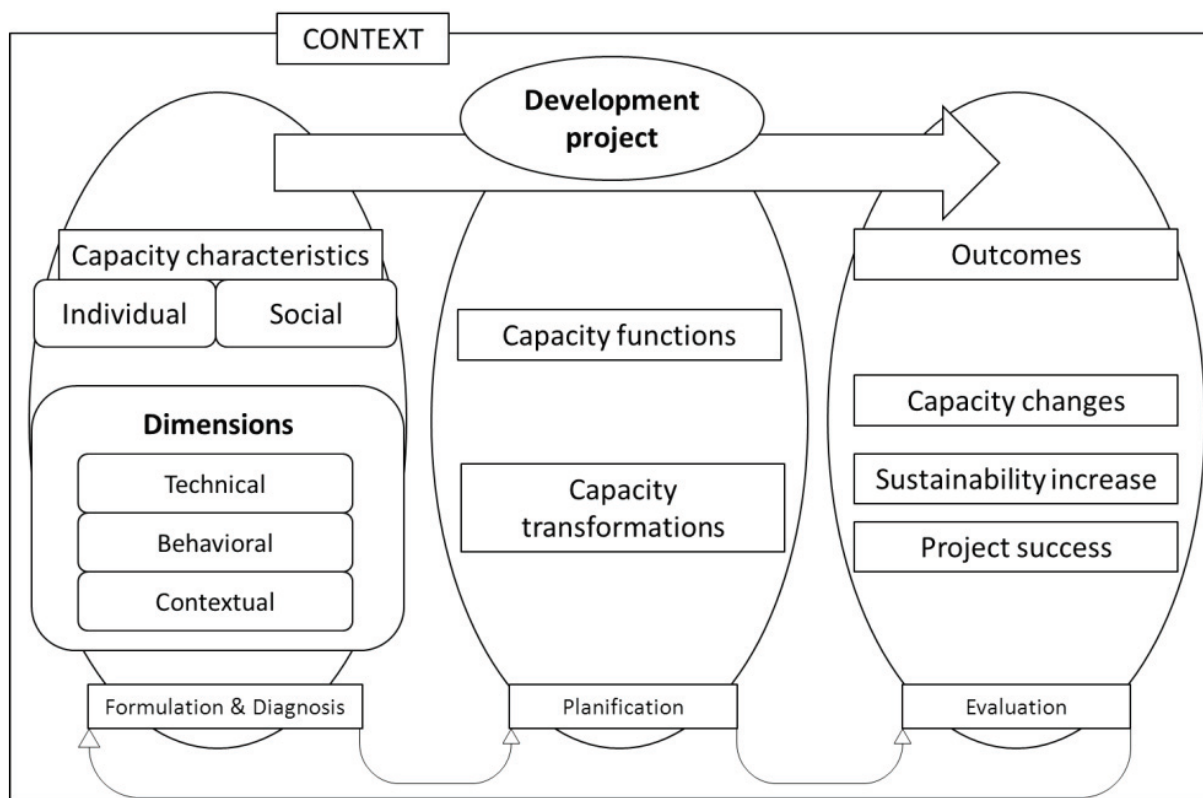 CONTEXT
Development
project
Capacity characteristics
Individual
Social
Dimensions
Technical
Behavioral
Contextual
Formulation & Diagnosis
Capacity functions
Capacity
transformations
Planification
Outcomes
Capacity changes
Sustainability increase
Project success
Evaluation